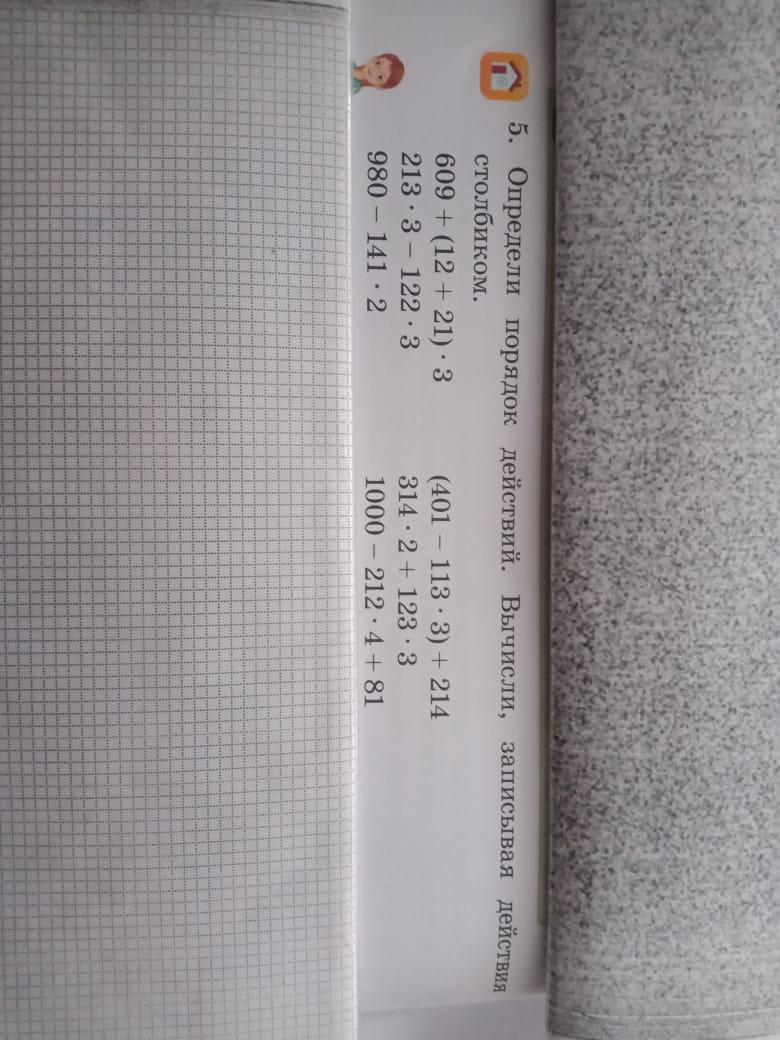 5. Определи порядок действий. Вычисли, записывая действия
столбиком.
609 + (12 + 21) · 3
213 · 3 – 122 · 3
980 – 141 · 2
(401 – 113 · 3) + 214
314 · 2 + 123 · 3
1000 – 212 · 4 + 81